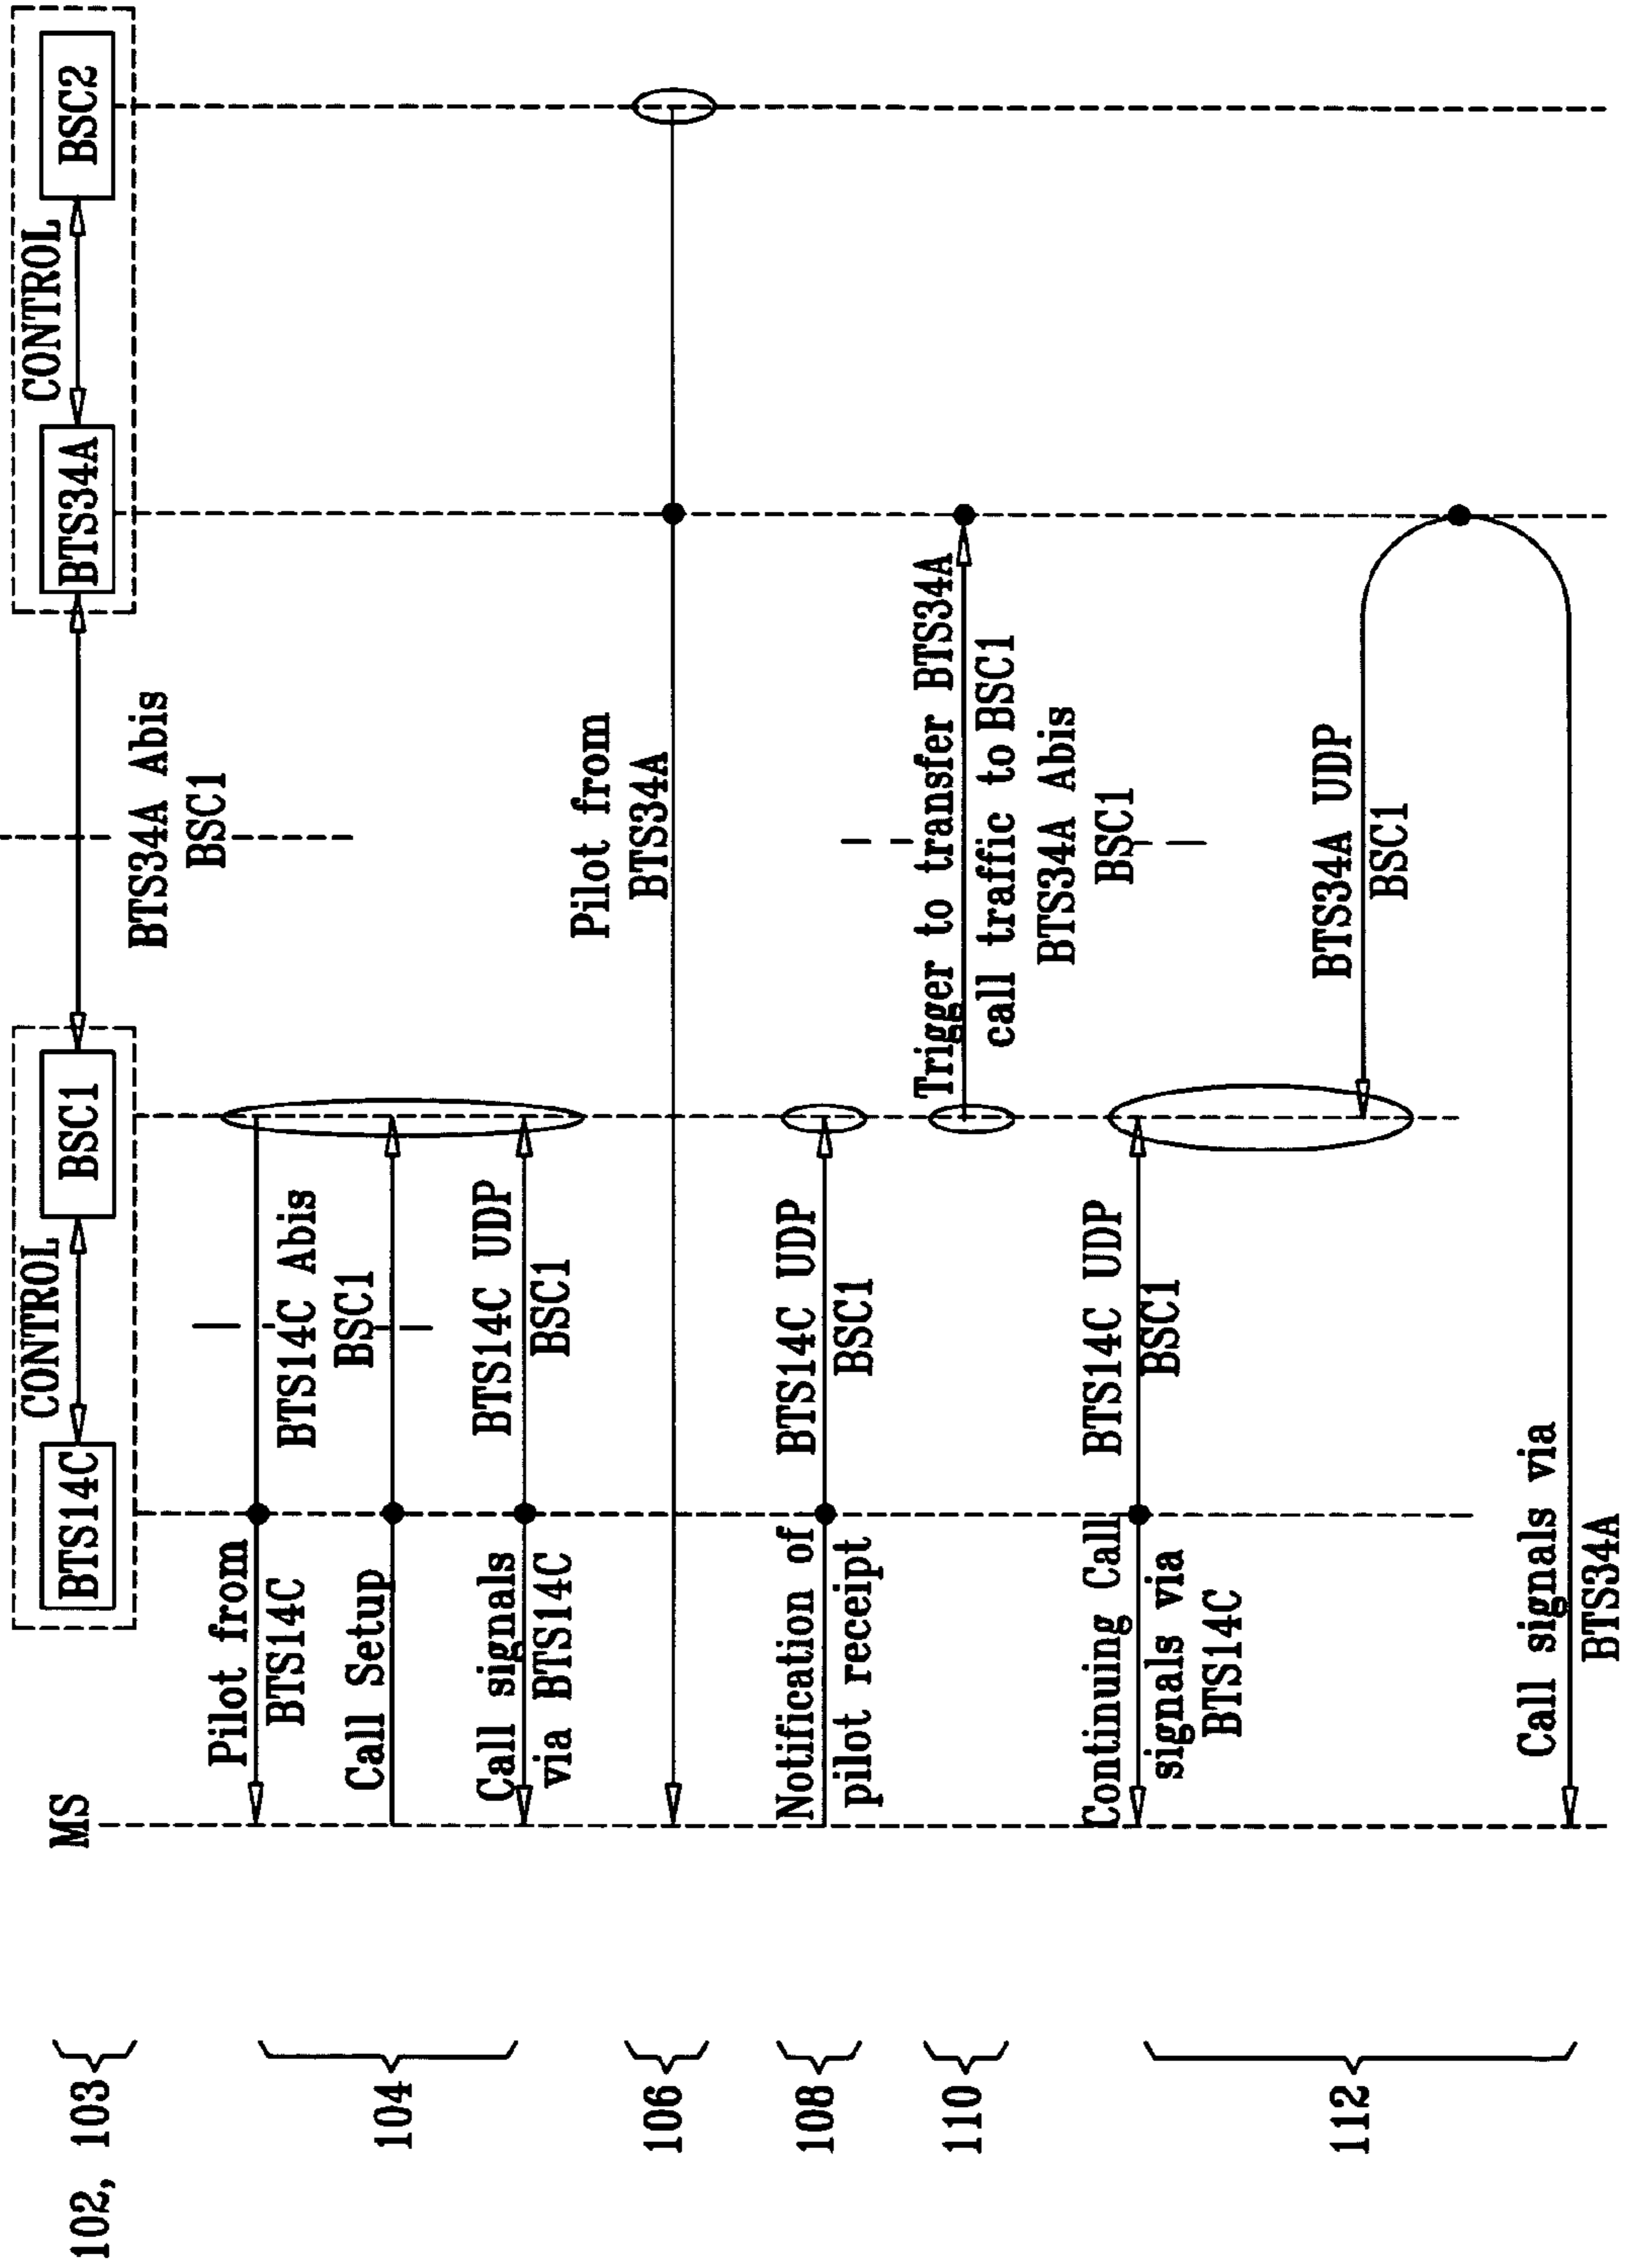 102, 103
MS
BTS14C
CONTROL
BSC1
BTS34A Abis
BSC1
BTS34A
CONTROL
BSC2
104
Pilot from
BTS14C
BTS14C Abis
BSC1
Call Setup
Call signals
via BTS14C
BTS14C UDP
BSC1
106
Pilot from
BTS34A
108
Notification of
pilot receipt
BTS14C UDP
BSC1
110
Trigger to transfer BTS34A
call traffic to BSC1
BTS34A Abis
BSC1
112
Continuing Call
signals via
BTS14C
BTS14C UDP
BSC1
BTS34A UDP
BSC1
Call signals via
BTS34A